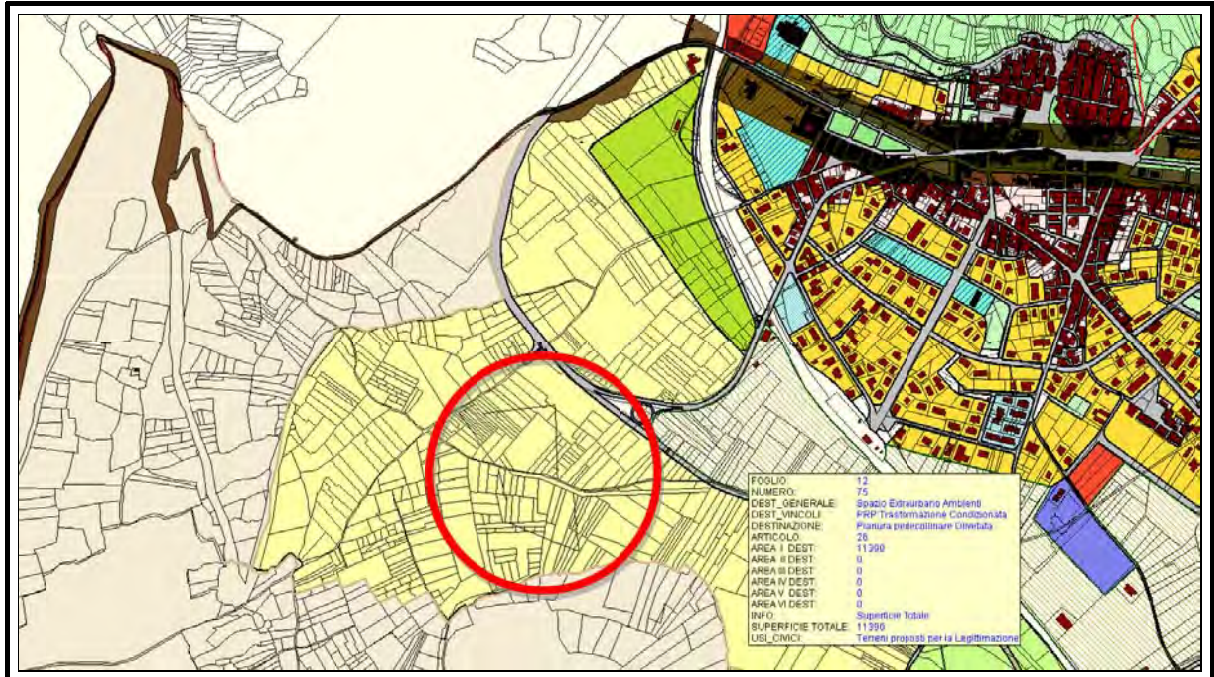 FOGLIO: 12
NUMERO: 75
DEST_GENERALE: Spazio Extraurbano Ambienti
DEST_VINCOLI: PRP:Trasformazione Condizionata
DESTINAZIONE: Pianura pedecollinare Olivetata
ARTICOLO: 26
AREA I DEST: 11390
AREA II DEST: 0
AREA III DEST: 0
AREA IV DEST: 0
AREA V DEST: 0
AREA VI DEST: 0
INFO: Superficie Totale
SUPERFICIE TOTALE: 11390
USI_CIVICI: Terreni proposti per la Legittimazione